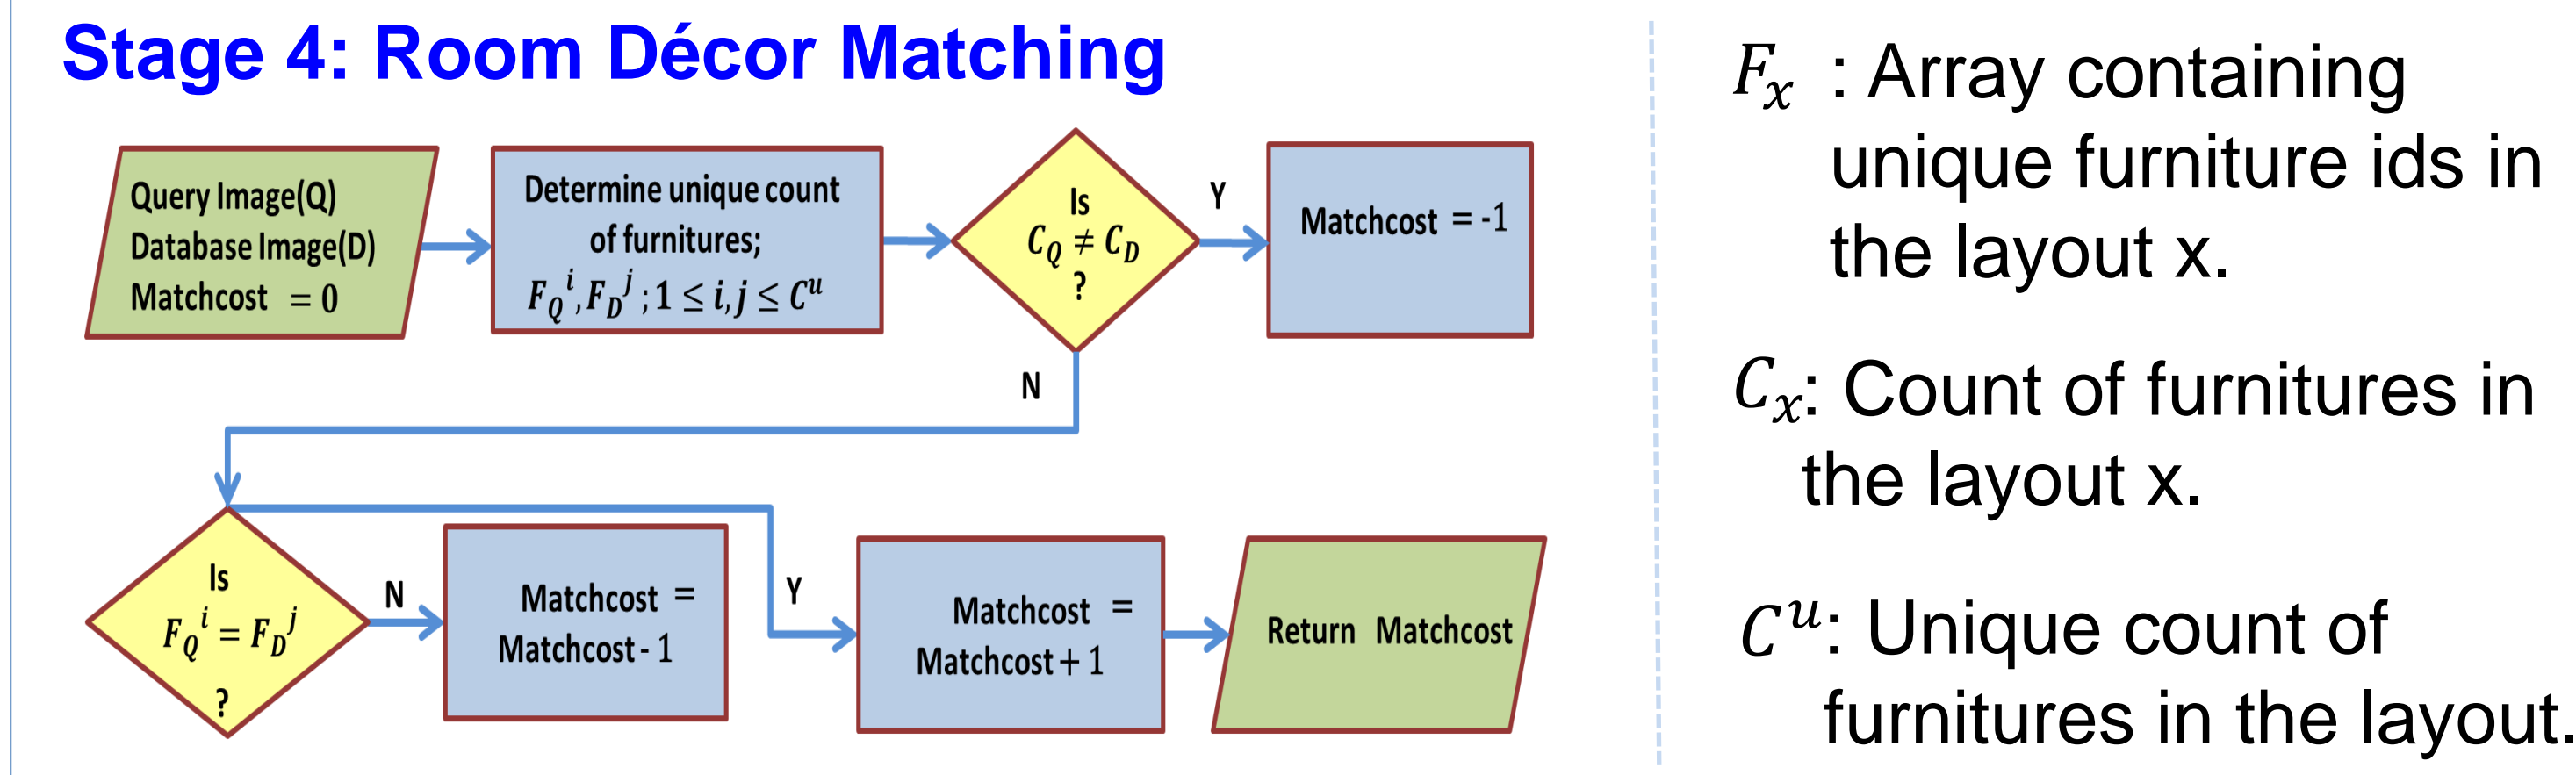 Stage 4: Room Décor Matching
Query Image(Q)
Database Image(D)
Matchcost = 0
Determine unique count
of furnitures;
F_Q^i, F_D^j ; 1 ≤ i, j ≤ C^u
Is
C_Q ≠ C_D
?
Y
Matchcost = -1
N
Is
F_Q^i = F_D^j
?
N
Matchcost =
Matchcost - 1
Y
Matchcost =
Matchcost + 1
Return Matchcost
F_x : Array containing
unique furniture ids in
the layout x.
C_x: Count of furnitures in
the layout x.
C^u: Unique count of
furnitures in the layout.